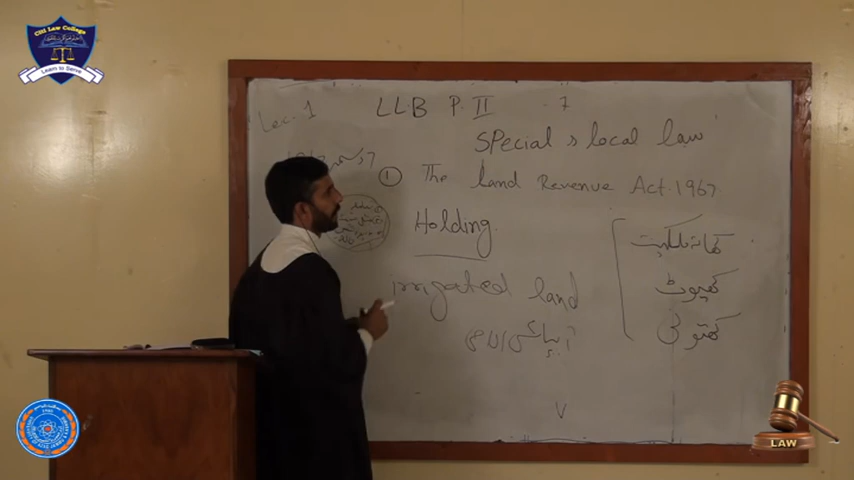 CBI Law College
Learn to Serve
Lec. 1
LLB P. II
7
Special & local law
① The Land Revenue Act. 1967
Holding
کھاتہ ملکیت
کھیوٹ
کھتونی
irrigated land
آبپاشی اراضی
LAW